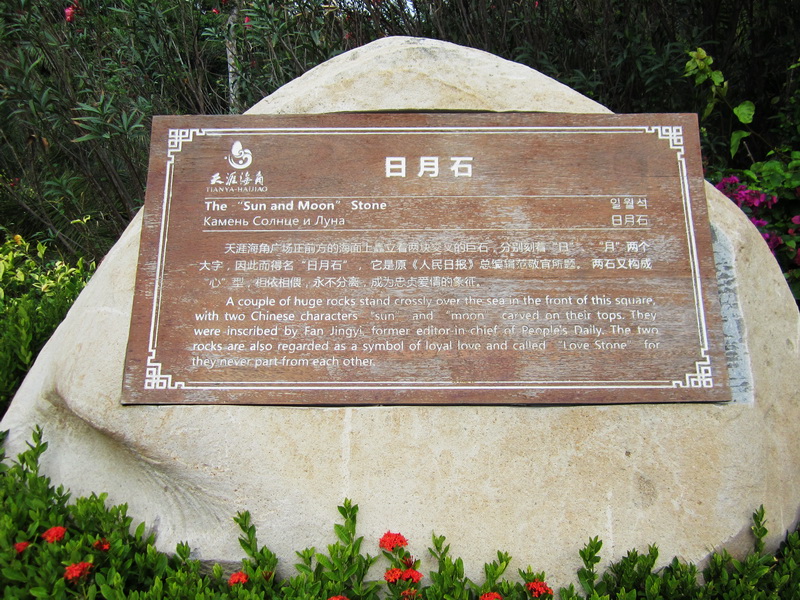 日月石
天涯海角
TIANYA-HAIJIAO
The “Sun and Moon” Stone
일월석
Камень Солнце и Луна
日月石
天涯海角广场正前方的海面上矗立着两块交叉的巨石，分别刻着“日”、“月”两个
大字，因此而得名“日月石”，它是原《人民日报》总编辑范敬宜所题。两石又构成
“心”型，相依相偎，永不分离，成为忠贞爱情的象征。
A couple of huge rocks stand crossly over the sea in the front of this square,
with two Chinese characters “sun” and “moon” carved on their tops. They
were inscribed by Fan Jingyi, former editor-in-chief of People's Daily. The two
rocks are also regarded as a symbol of loyal love and called “Love Stone” for
they never part from each other.